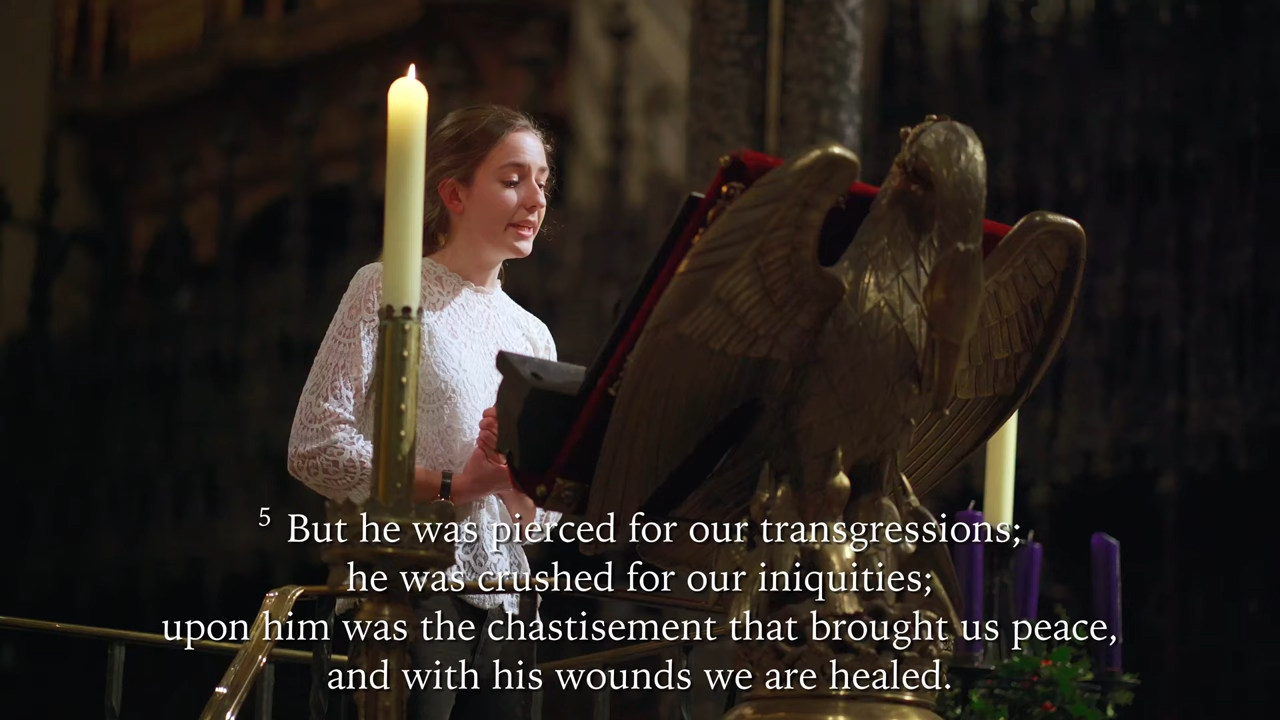 5 But he was pierced for our transgressions;
he was crushed for our iniquities;
upon him was the chastisement that brought us peace,
and with his wounds we are healed.